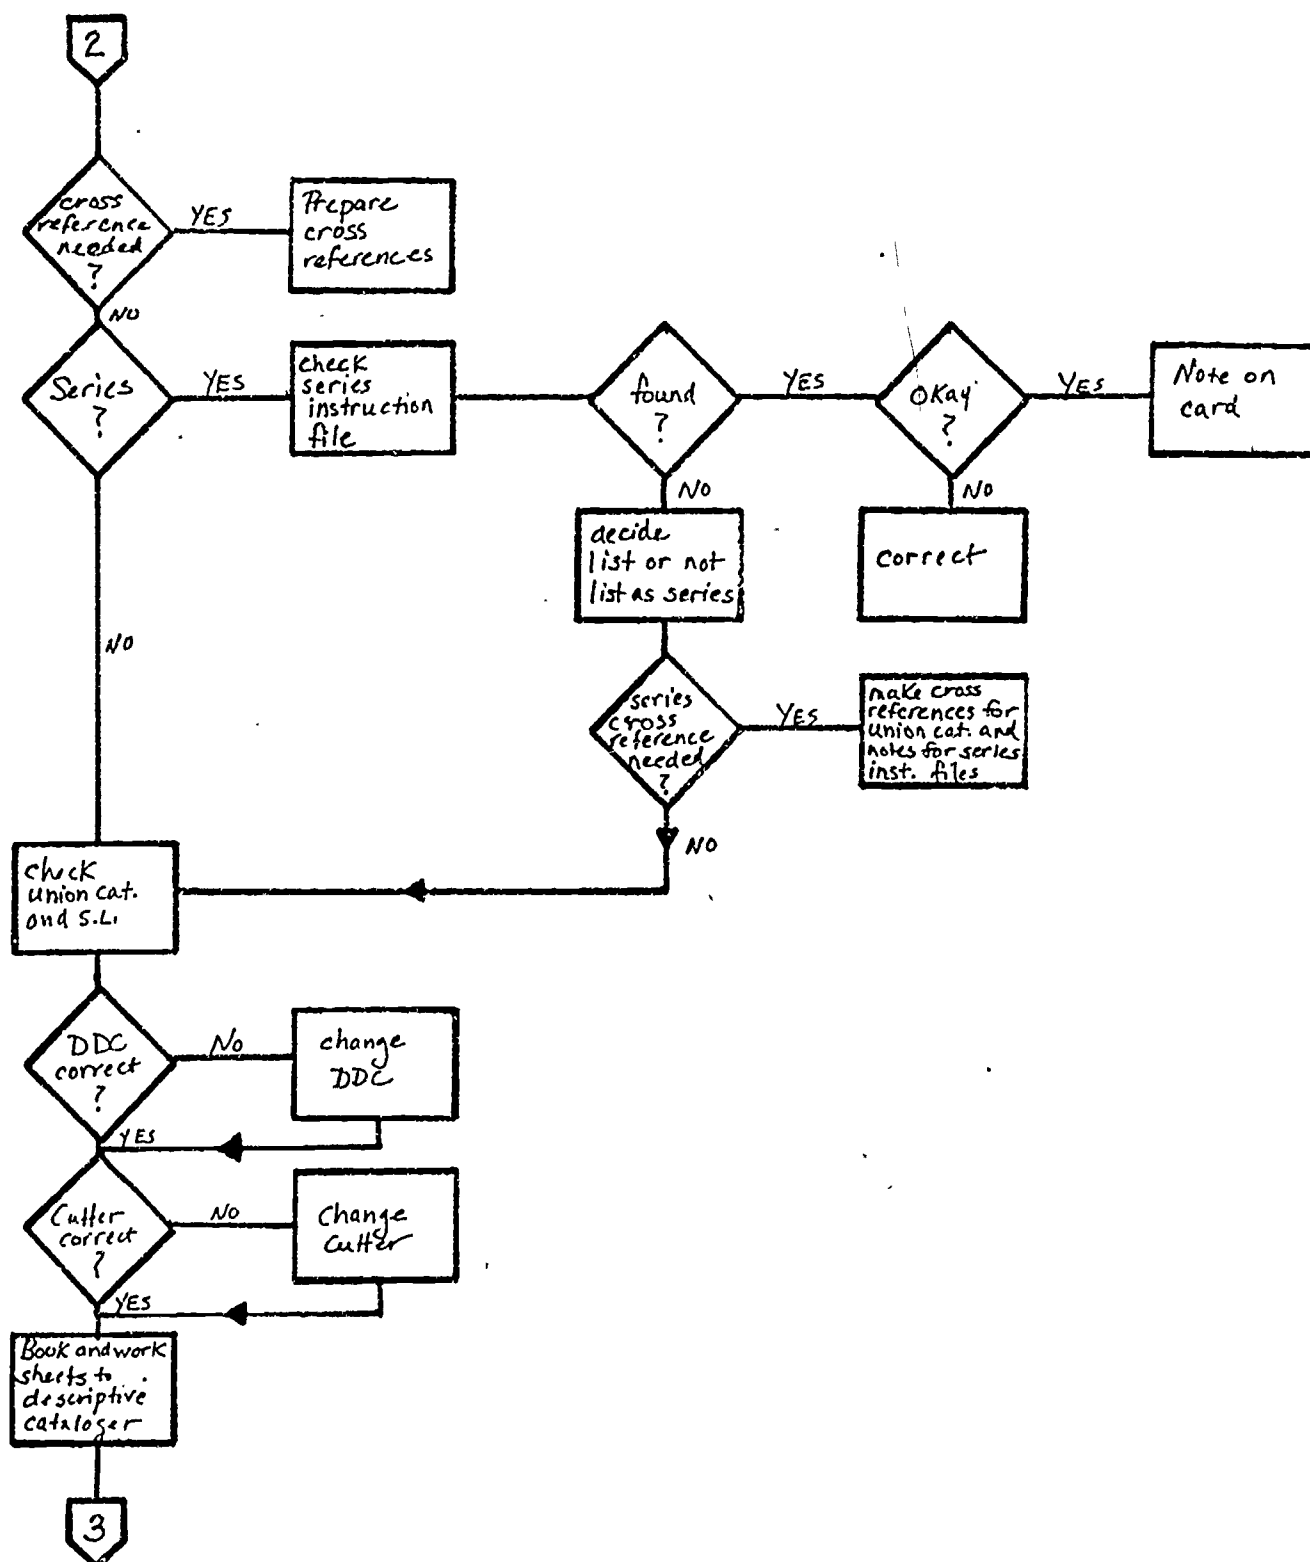 2
cross
reference
needed
?
YES
Prepare
cross
references
NO
Series
?
YES
check
series
instruction
file
found
?
YES
OKay
?
YES
Note on
card
NO
decide
list or not
list as series
NO
correct
NO
series
cross
reference
needed
?
YES
make cross
references for
union cat. and
notes for series
inst. files
NO
check
union cat.
and S.L.
DDC
correct
?
NO
change
DDC
YES
Cutter
correct
?
NO
Change
Cutter
YES
Book and work
sheets to
descriptive
cataloger
3